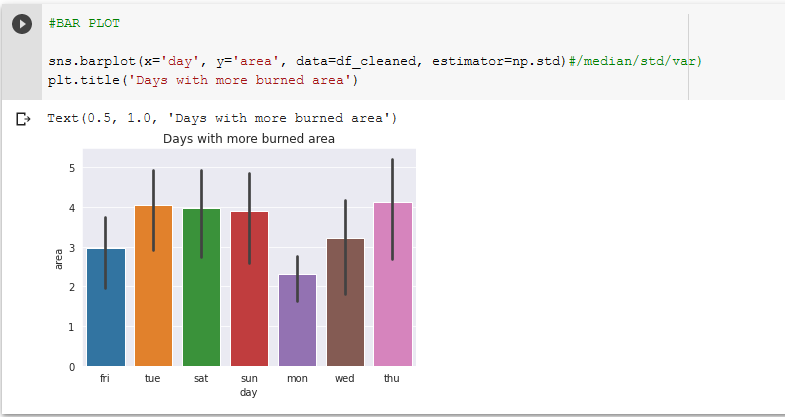 #BAR PLOT
sns.barplot(x='day', y='area', data=df_cleaned, estimator=np.std)#/median/std/var)
plt.title('Days with more burned area')
Text(0.5, 1.0, 'Days with more burned area')
Days with more burned area
5
4
3
2
1
0
area
fri tue sat sun mon wed thu
day